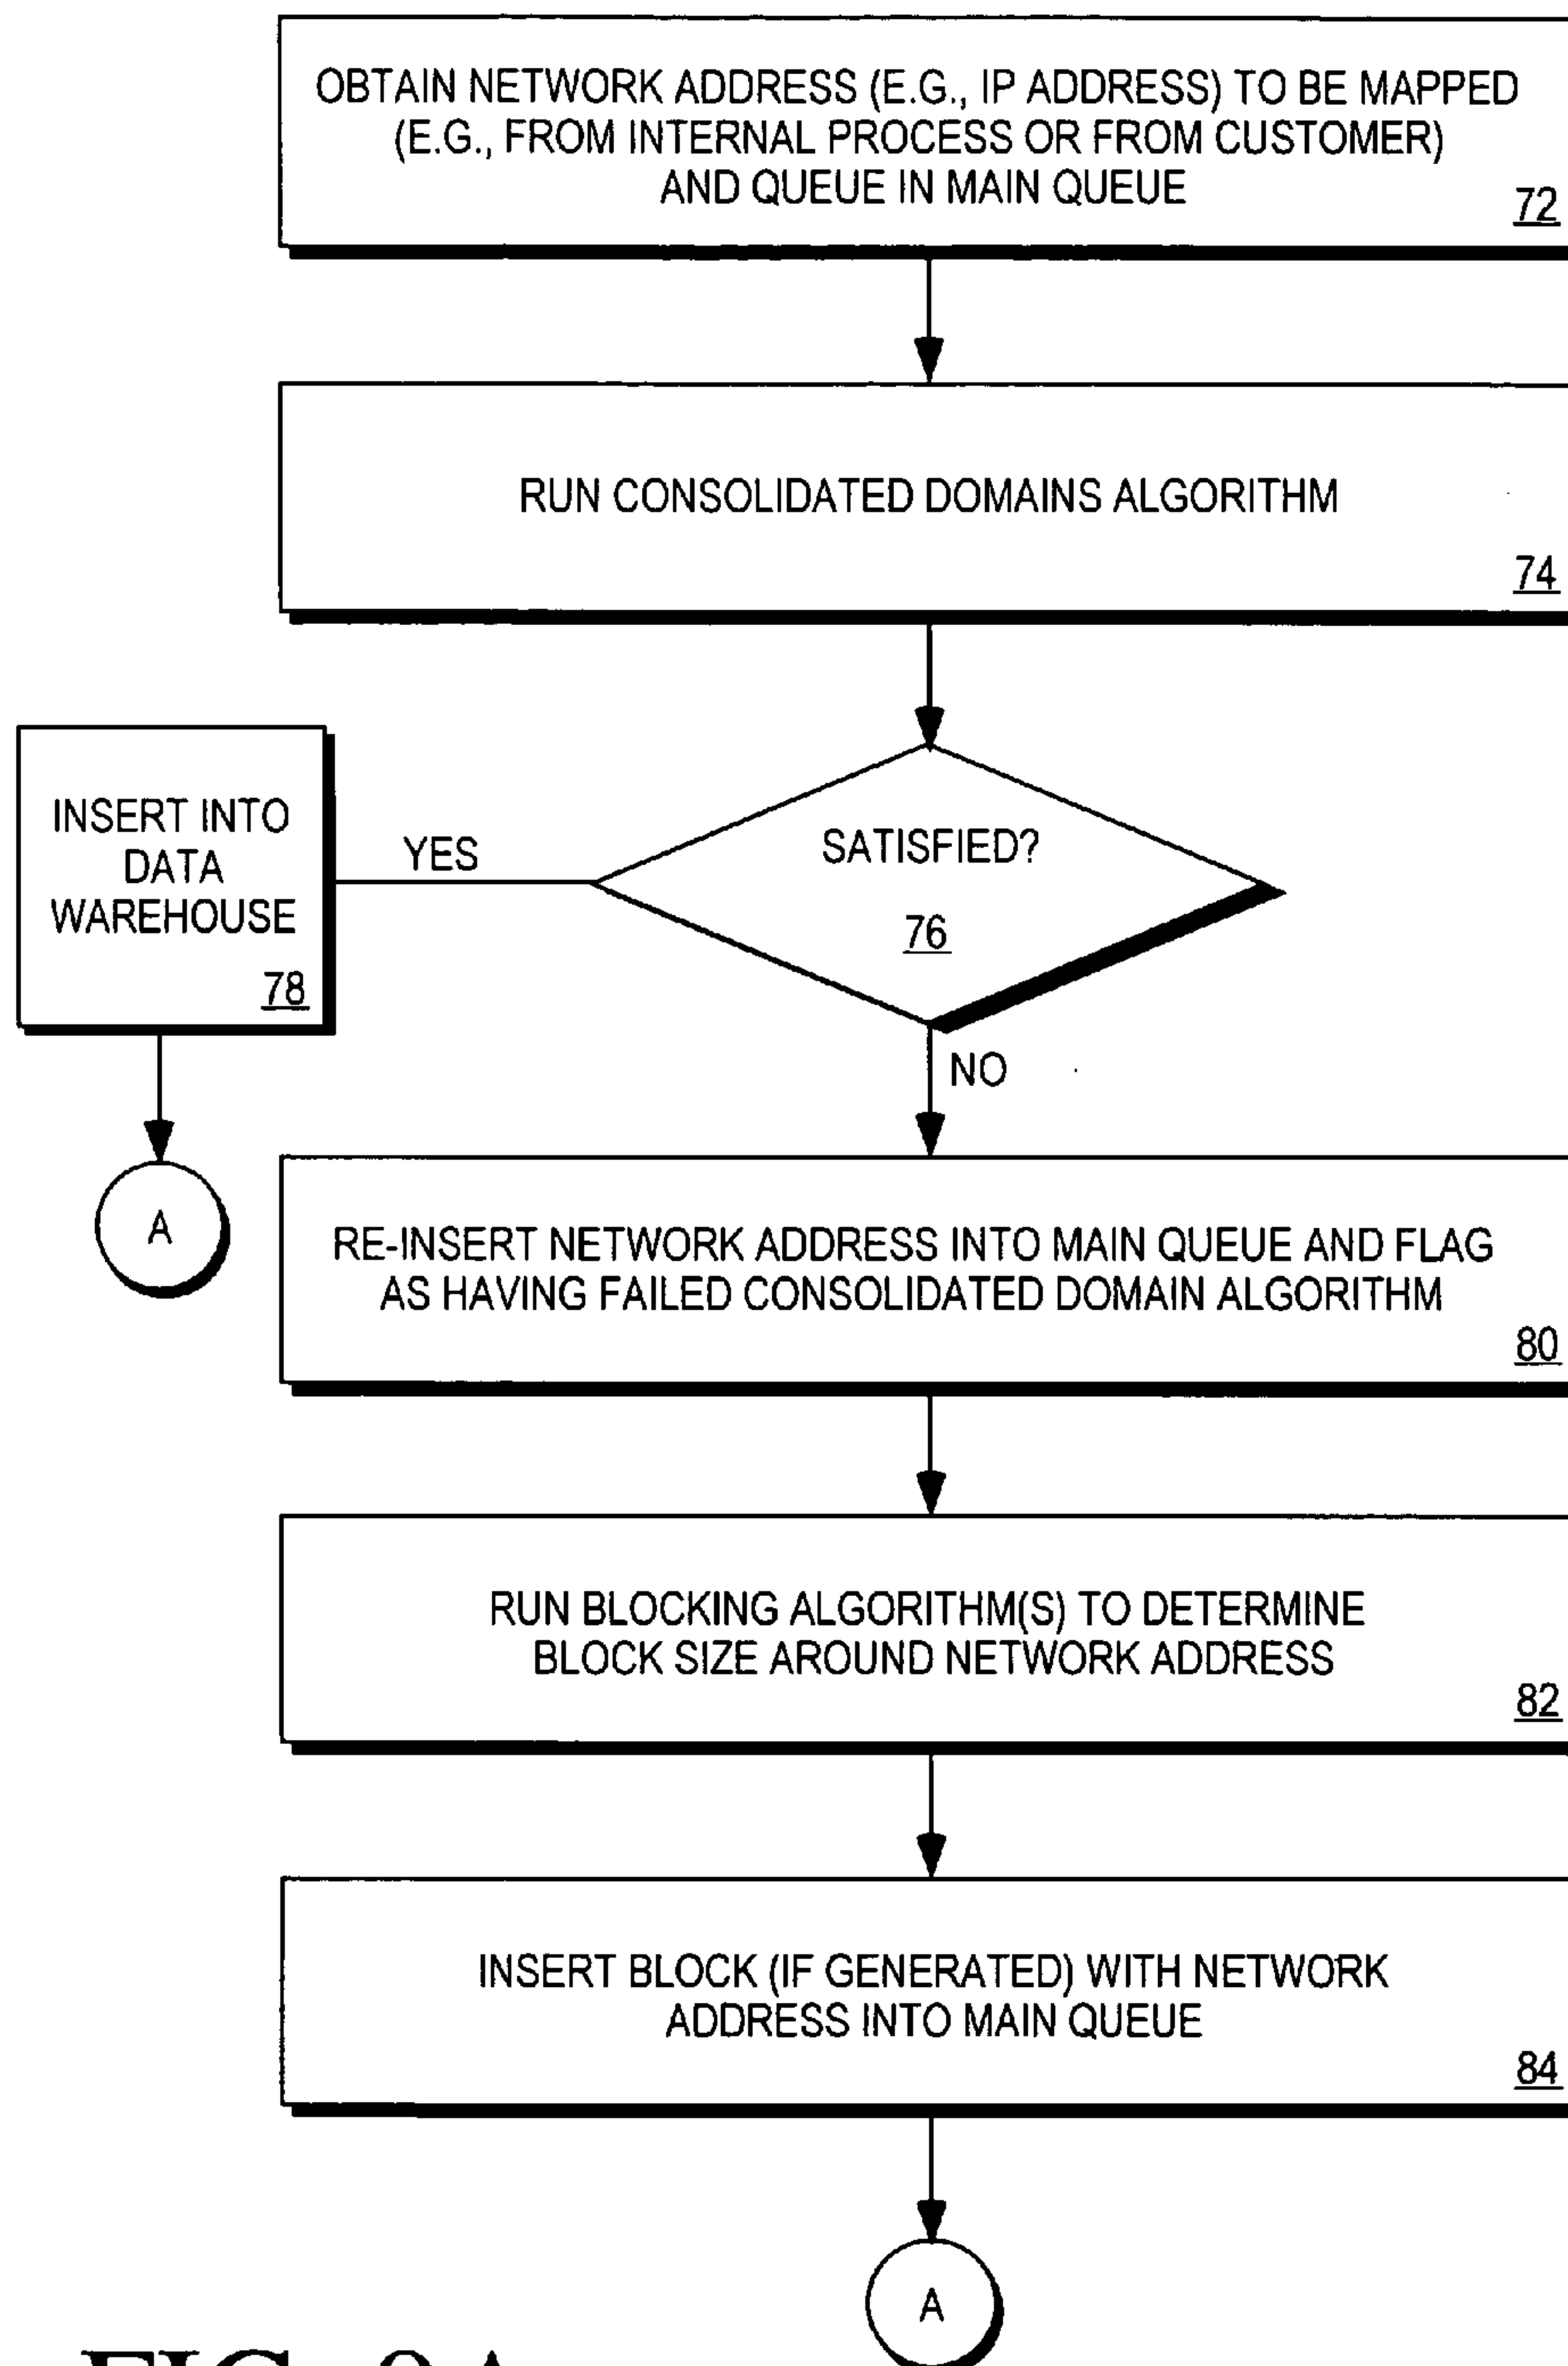 OBTAIN NETWORK ADDRESS (E.G., IP ADDRESS) TO BE MAPPED
(E.G., FROM INTERNAL PROCESS OR FROM CUSTOMER)
AND QUEUE IN MAIN QUEUE
72
RUN CONSOLIDATED DOMAINS ALGORITHM
74
SATISFIED?
76
YES
INSERT INTO
DATA
WAREHOUSE
78
A
NO
RE-INSERT NETWORK ADDRESS INTO MAIN QUEUE AND FLAG
AS HAVING FAILED CONSOLIDATED DOMAIN ALGORITHM
80
RUN BLOCKING ALGORITHM(S) TO DETERMINE
BLOCK SIZE AROUND NETWORK ADDRESS
82
INSERT BLOCK (IF GENERATED) WITH NETWORK
ADDRESS INTO MAIN QUEUE
84
A